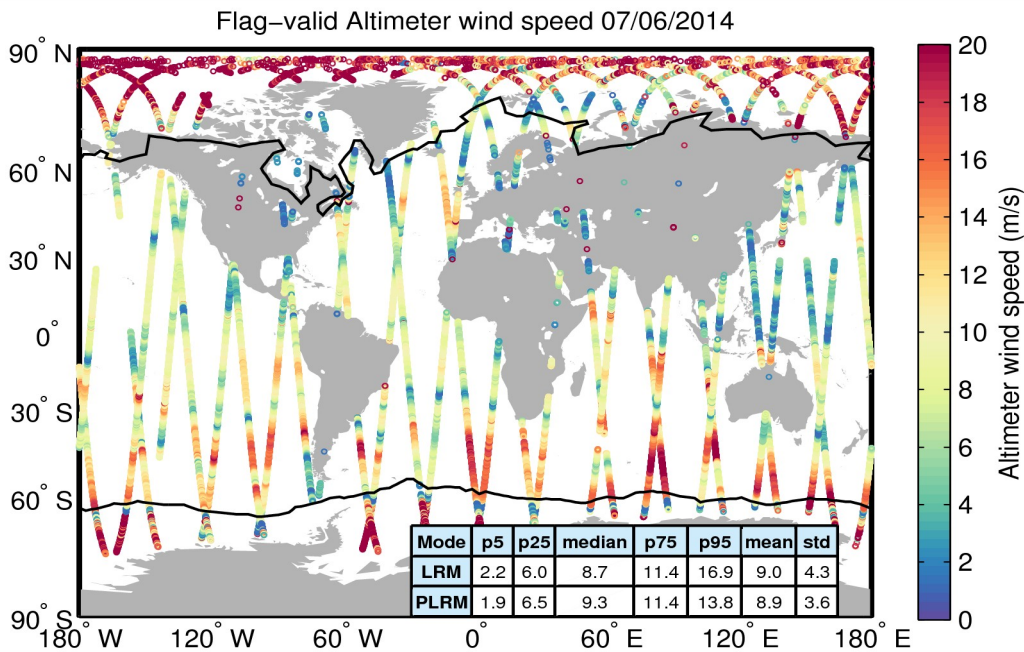 Flag−valid Altimeter wind speed 07/06/2014
90° N
60° N
30° N
0°
30° S
60° S
90° S
180° W
120° W
60° W
0°
60° E
120° E
180° E
Mode p5 p25 median p75 p95 mean std
LRM 2.2 6.0 8.7 11.4 16.9 9.0 4.3
PLRM 1.9 6.5 9.3 11.4 13.8 8.9 3.6
20
18
16
14
12
10
8
6
4
2
0
Altimeter wind speed (m/s)